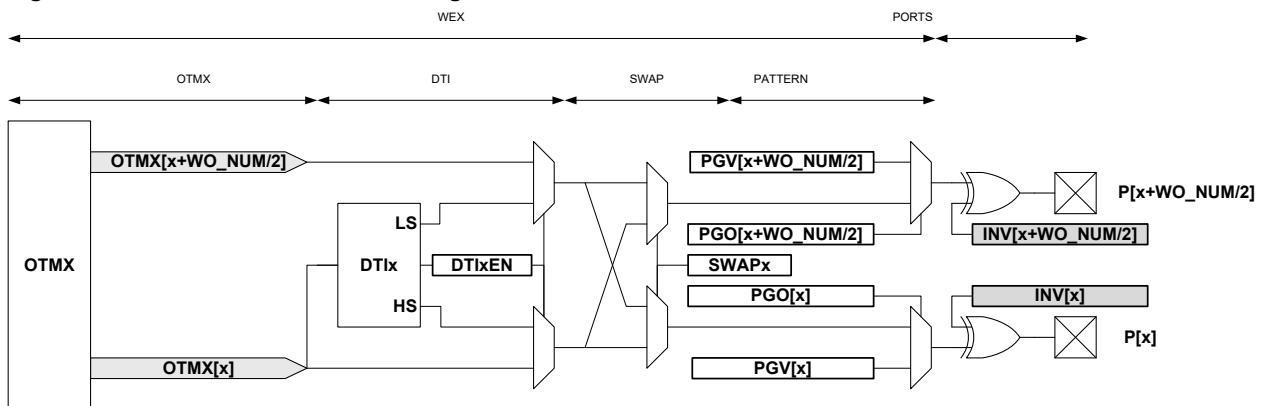 WEX PORTS
OTMX DTI SWAP PATTERN
OTMX[x+WO_NUM/2] PGV[x+WO_NUM/2]
P[x+WO_NUM/2]
LS
PGO[x+WO_NUM/2] INV[x+WO_NUM/2]
OTMX DTIx DTIxEN SWAPx
PGO[x] INV[x]
HS
P[x]
OTMX[x] PGV[x]